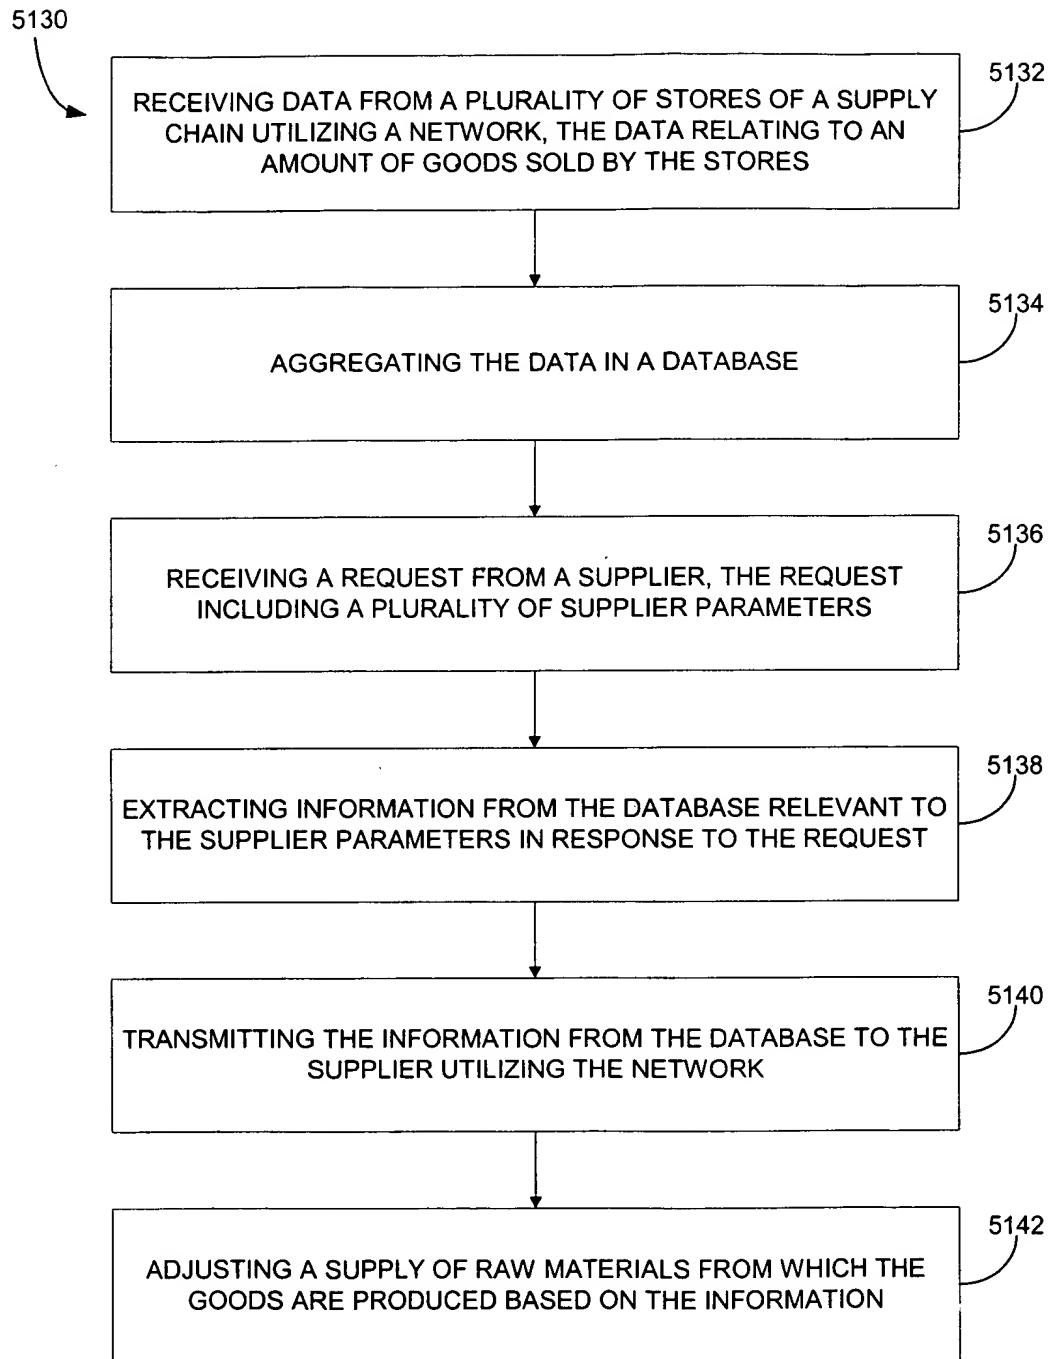 5130
5132
RECEIVING DATA FROM A PLURALITY OF STORES OF A SUPPLY
CHAIN UTILIZING A NETWORK, THE DATA RELATING TO AN
AMOUNT OF GOODS SOLD BY THE STORES
5134
AGGREGATING THE DATA IN A DATABASE
5136
RECEIVING A REQUEST FROM A SUPPLIER, THE REQUEST
INCLUDING A PLURALITY OF SUPPLIER PARAMETERS
5138
EXTRACTING INFORMATION FROM THE DATABASE RELEVANT TO
THE SUPPLIER PARAMETERS IN RESPONSE TO THE REQUEST
5140
TRANSMITTING THE INFORMATION FROM THE DATABASE TO THE
SUPPLIER UTILIZING THE NETWORK
5142
ADJUSTING A SUPPLY OF RAW MATERIALS FROM WHICH THE
GOODS ARE PRODUCED BASED ON THE INFORMATION